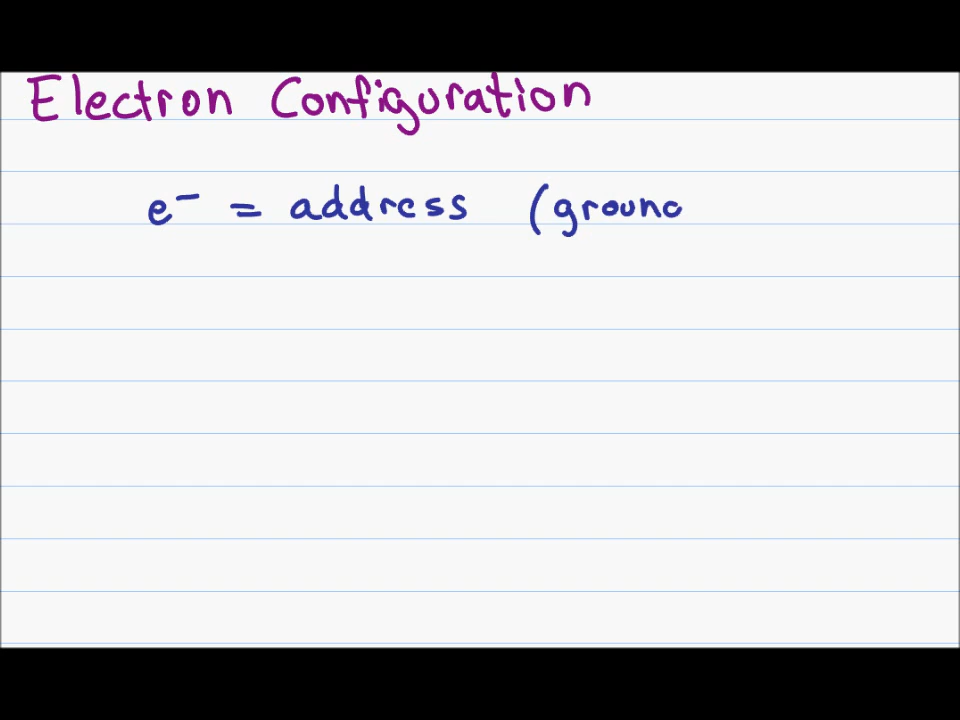 Electron Configuration
e⁻ = address (groun